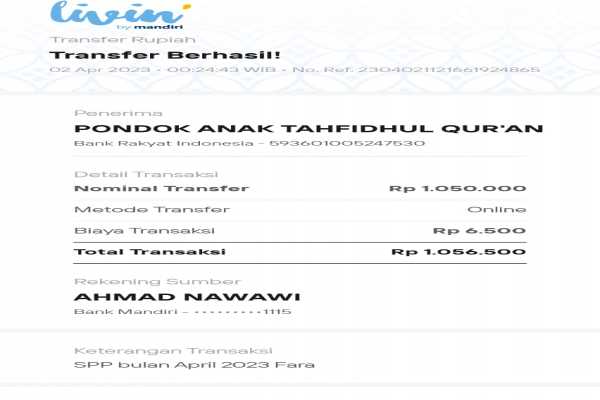 livin'
by mandiri
Transfer Rupiah
Transfer Berhasil!
02 Apr 2023 • 00:24:43 WIB • No. Ref. 2304021121661924865
Penerima
PONDOK ANAK TAHFIDHUL QUR'AN
Bank Rakyat Indonesia - 593601005247530
Detail Transaksi
Nominal Transfer Rp 1.050.000
Metode Transfer Online
Biaya Transaksi Rp 6.500
Total Transaksi Rp 1.056.500
Rekening Sumber
AHMAD NAWAWI
Bank Mandiri - •••••••••1115
Keterangan Transaksi
SPP bulan April 2023 Fara